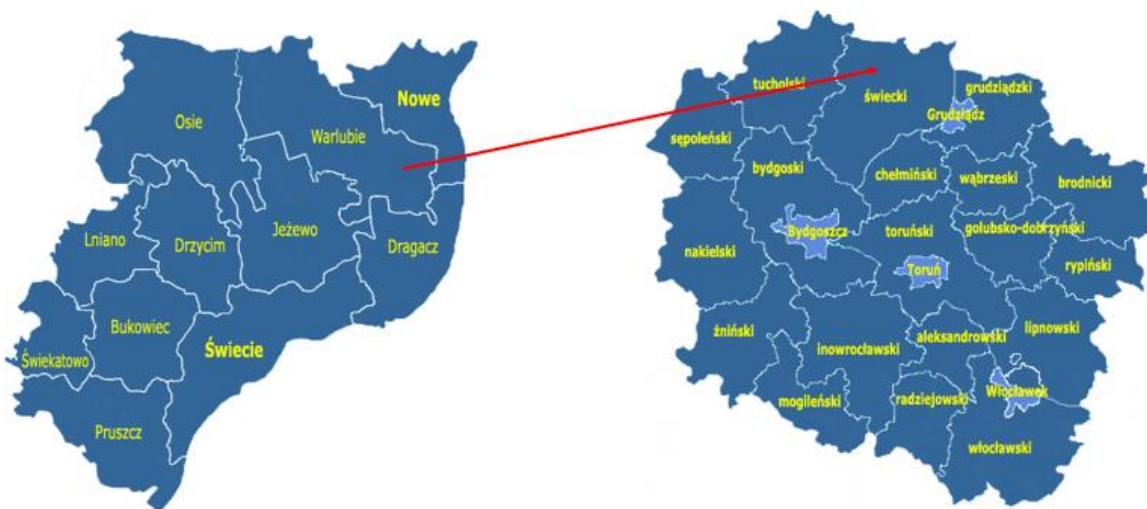 Nowe
Osie
Warlubie
Lniano
Drzycim
Jeżewo
Dragacz
Bukowiec
Świekatowo
Świecie
Pruszcz
tucholski
świecki
grudziądzki
Grudziądz
sępoleński
bydgoski
chełmiński
wąbrzeski
brodnicki
Bydgoszcz
toruński
golubsko-dobrzyński
nakielski
Toruń
rypiński
żniński
inowrocławski
aleksandrowski
lipnowski
mogileński
radziejowski
Włocławek
włocławski